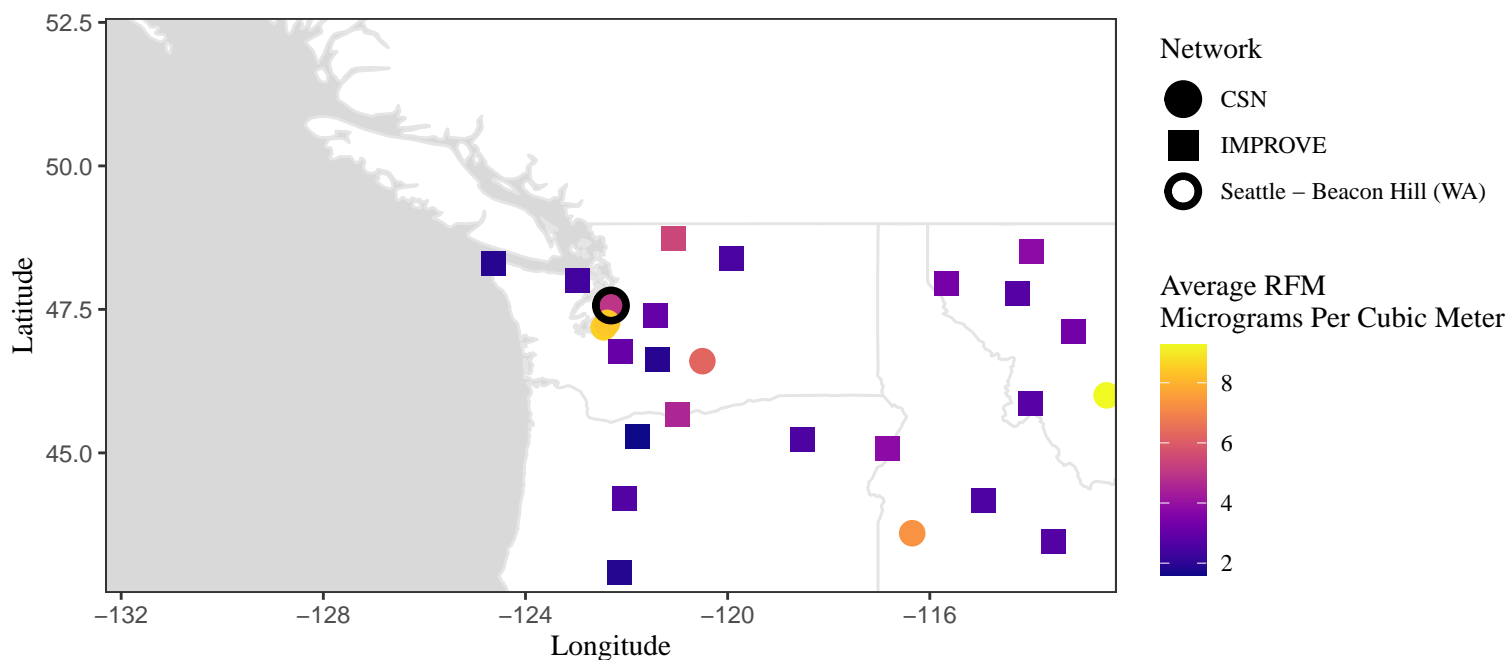 52.5
50.0
47.5
45.0
Latitude
−132
−128
−124
−120
−116
Longitude
Network
CSN
IMPROVE
Seattle − Beacon Hill (WA)
Average RFM
Micrograms Per Cubic Meter
8
6
4
2